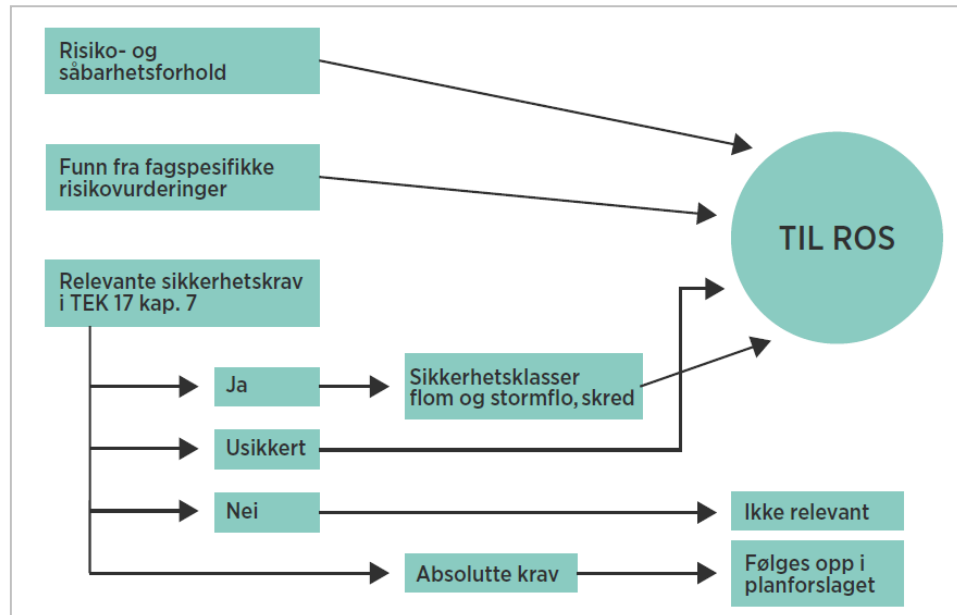 Risiko- og
såbarhetsforhold
Funn fra fagspesifikke
risikovurderinger
TIL ROS
Relevante sikkerhetskrav
i TEK 17 kap. 7
Ja
Sikkerhetsklasser
flom og stormflo, skred
Usikkert
Nei
Ikke relevant
Absolutte krav
Følges opp i
planforslaget